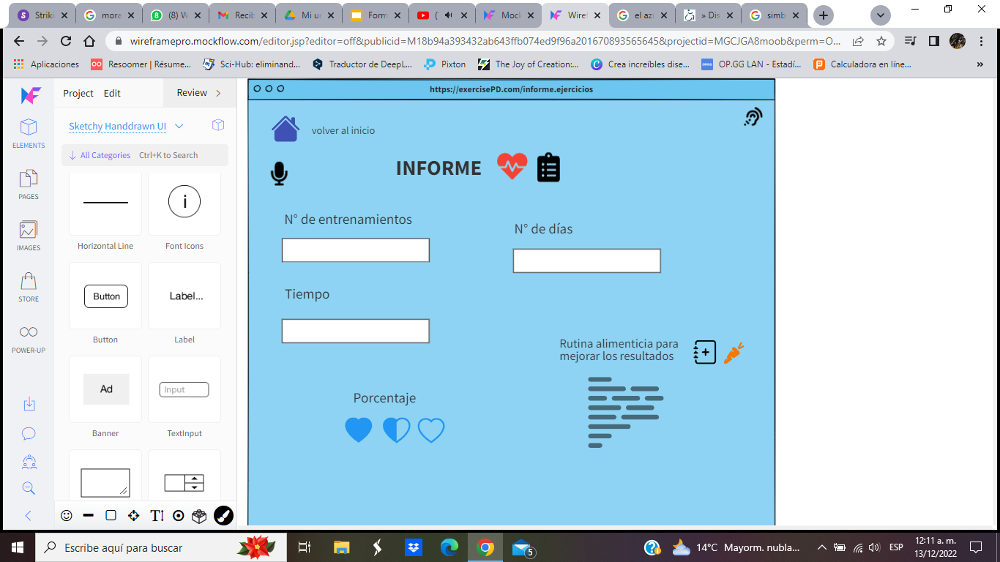 Striki
mora
(8) W
Recib
Mi ur
Form
(
Mock
Wiref
el azu
» Dis
simb
wireframepro.mockflow.com/editor.jsp?editor=off&publicid=M18b94a393432ab643ffb074ed9f96a201670893565645&projectid=MGCJGA8moob&perm=O...
Aplicaciones
Resoomer | Résume...
Sci-Hub: eliminand...
Traductor de DeepL...
Pixton
The Joy of Creation:...
Crea increíbles dise...
OP.GG LAN - Estadí...
Calculadora en líne...
»
Project
Edit
Review
Sketchy Handdrawn UI
All Categories
Ctrl+K to Search
ELEMENTS
PAGES
IMAGES
STORE
POWER-UP
Horizontal Line
i
Font Icons
Button
Button
Label...
Label
Ad
Banner
Input
TextInput
https://exercisePD.com/informe.ejercicios
volver al inicio
INFORME
N° de entrenamientos
N° de días
Tiempo
Rutina alimenticia para
mejorar los resultados
Porcentaje
Escribe aquí para buscar
5
14°C Mayorm. nubla...
ESP
12:11 a. m.
13/12/2022